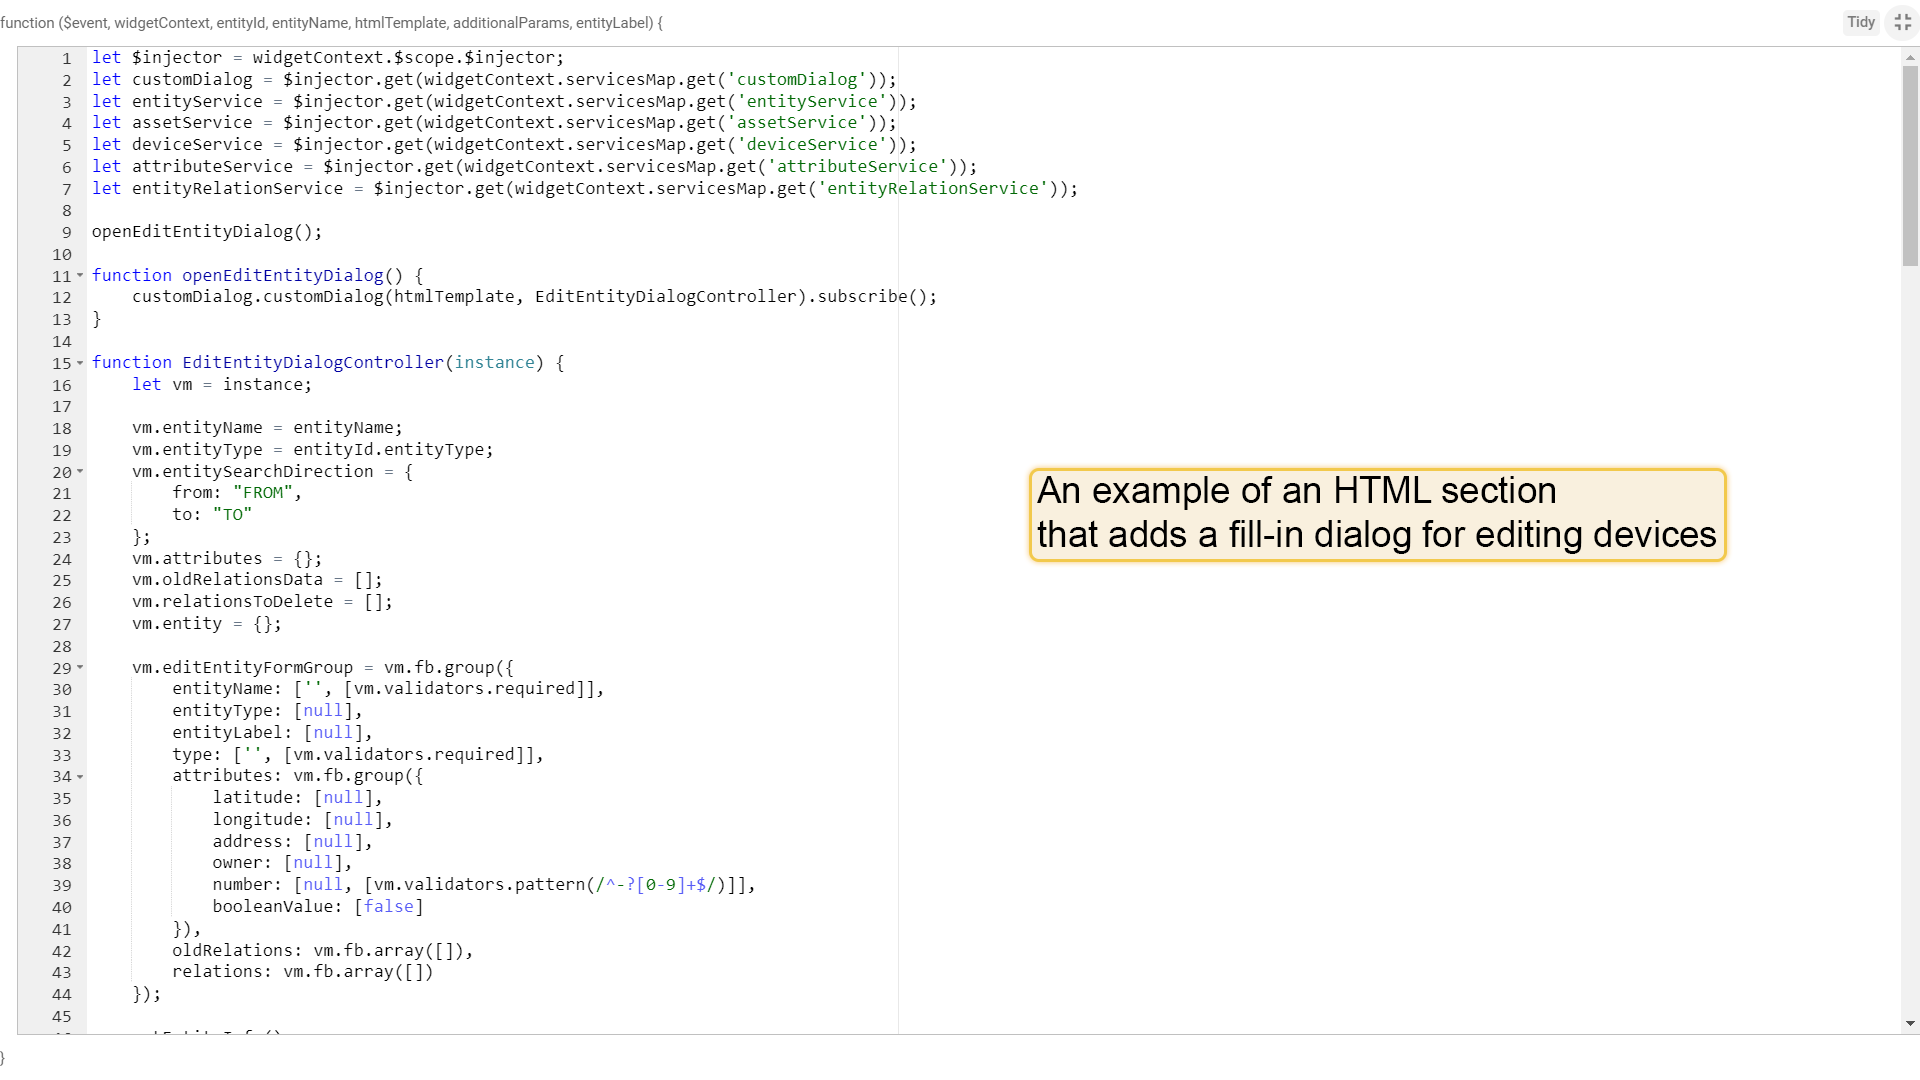 function ($event, widgetContext, entityId, entityName, htmlTemplate, additionalParams, entityLabel) {
Tidy
1 let $injector = widgetContext.$scope.$injector;
2 let customDialog = $injector.get(widgetContext.servicesMap.get('customDialog'));
3 let entityService = $injector.get(widgetContext.servicesMap.get('entityService'));
4 let assetService = $injector.get(widgetContext.servicesMap.get('assetService'));
5 let deviceService = $injector.get(widgetContext.servicesMap.get('deviceService'));
6 let attributeService = $injector.get(widgetContext.servicesMap.get('attributeService'));
7 let entityRelationService = $injector.get(widgetContext.servicesMap.get('entityRelationService'));
8
9 openEditEntityDialog();
10
11 function openEditEntityDialog() {
12     customDialog.customDialog(htmlTemplate, EditEntityDialogController).subscribe();
13 }
14
15 function EditEntityDialogController(instance) {
16     let vm = instance;
17
18     vm.entityName = entityName;
19     vm.entityType = entityId.entityType;
20     vm.entitySearchDirection = {
21         from: "FROM",
22         to: "TO"
23     };
24     vm.attributes = {};
25     vm.oldRelationsData = [];
26     vm.relationsToDelete = [];
27     vm.entity = {};
28
29     vm.editEntityFormGroup = vm.fb.group({
30         entityName: ['', [vm.validators.required]],
31         entityType: [null],
32         entityLabel: [null],
33         type: ['', [vm.validators.required]],
34         attributes: vm.fb.group({
35             latitude: [null],
36             longitude: [null],
37             address: [null],
38             owner: [null],
39             number: [null, [vm.validators.pattern(/^-?[0-9]+$/)]],
40             booleanValue: [false]
41         }),
42         oldRelations: vm.fb.array([]),
43         relations: vm.fb.array([])
44     });
45
}
An example of an HTML section
that adds a fill-in dialog for editing devices